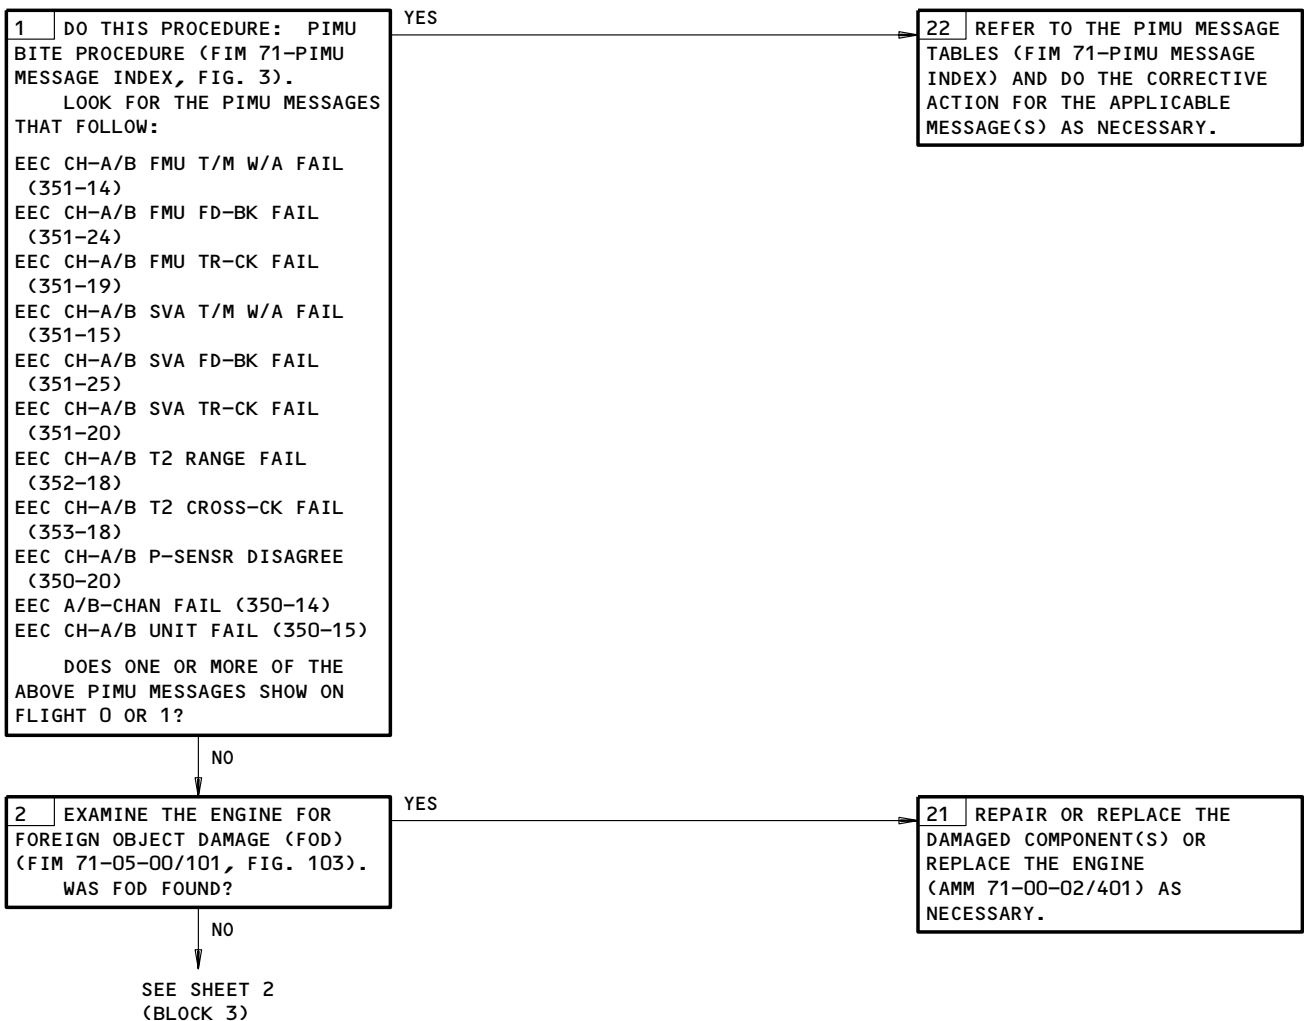 1 DO THIS PROCEDURE: PIMU
BITE PROCEDURE (FIM 71-PIMU
MESSAGE INDEX, FIG. 3).
LOOK FOR THE PIMU MESSAGES
THAT FOLLOW:
EEC CH-A/B FMU T/M W/A FAIL
(351-14)
EEC CH-A/B FMU FD-BK FAIL
(351-24)
EEC CH-A/B FMU TR-CK FAIL
(351-19)
EEC CH-A/B SVA T/M W/A FAIL
(351-15)
EEC CH-A/B SVA FD-BK FAIL
(351-25)
EEC CH-A/B SVA TR-CK FAIL
(351-20)
EEC CH-A/B T2 RANGE FAIL
(352-18)
EEC CH-A/B T2 CROSS-CK FAIL
(353-18)
EEC CH-A/B P-SENSR DISAGREE
(350-20)
EEC A/B-CHAN FAIL (350-14)
EEC CH-A/B UNIT FAIL (350-15)
DOES ONE OR MORE OF THE
ABOVE PIMU MESSAGES SHOW ON
FLIGHT 0 OR 1?
YES
22 REFER TO THE PIMU MESSAGE
TABLES (FIM 71-PIMU MESSAGE
INDEX) AND DO THE CORRECTIVE
ACTION FOR THE APPLICABLE
MESSAGE(S) AS NECESSARY.
NO
2 EXAMINE THE ENGINE FOR
FOREIGN OBJECT DAMAGE (FOD)
(FIM 71-05-00/101, FIG. 103).
WAS FOD FOUND?
YES
21 REPAIR OR REPLACE THE
DAMAGED COMPONENT(S) OR
REPLACE THE ENGINE
(AMM 71-00-02/401) AS
NECESSARY.
NO
SEE SHEET 2
(BLOCK 3)